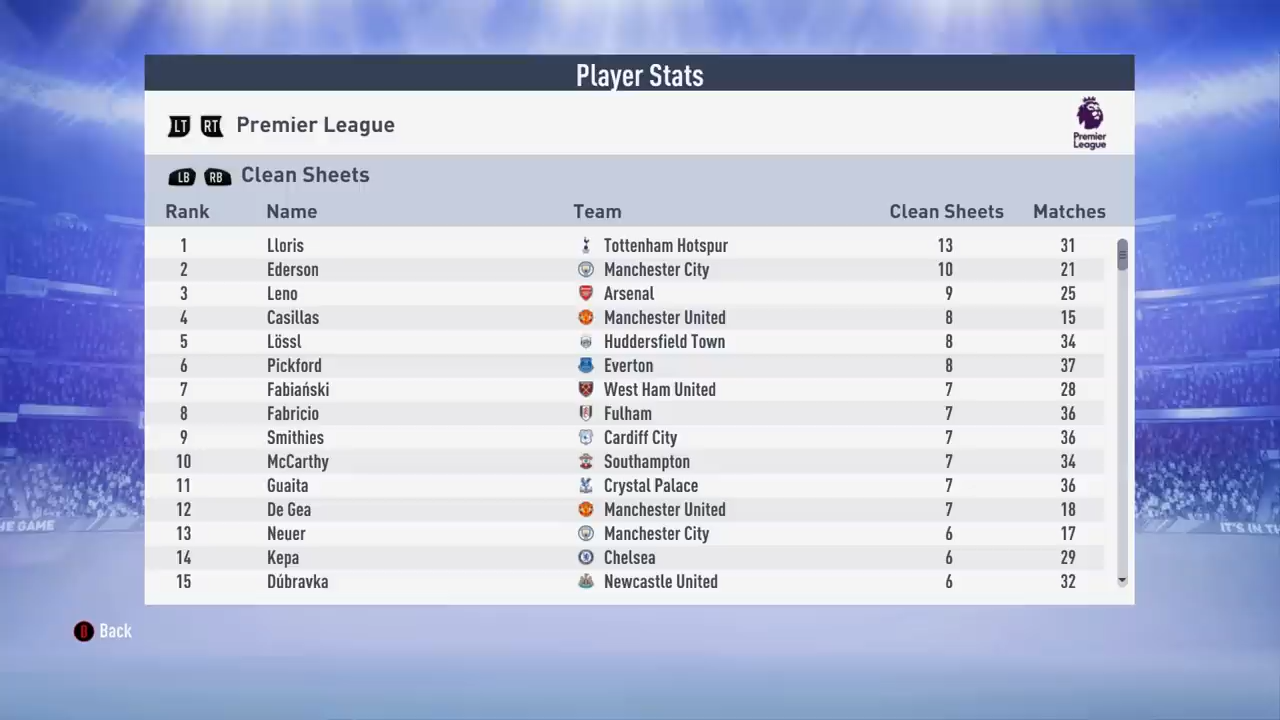 Player Stats
LT RT Premier League
Premier
League
LB RB Clean Sheets
Rank Name Team Clean Sheets Matches
1 Lloris Tottenham Hotspur 13 31
2 Ederson Manchester City 10 21
3 Leno Arsenal 9 25
4 Casillas Manchester United 8 15
5 Lössl Huddersfield Town 8 34
6 Pickford Everton 8 37
7 Fabiański West Ham United 7 28
8 Fabricio Fulham 7 36
9 Smithies Cardiff City 7 36
10 McCarthy Southampton 7 34
11 Guaita Crystal Palace 7 36
12 De Gea Manchester United 7 18
13 Neuer Manchester City 6 17
14 Kepa Chelsea 6 29
15 Dúbravka Newcastle United 6 32
HE GAME
IT'S IN TH
Back